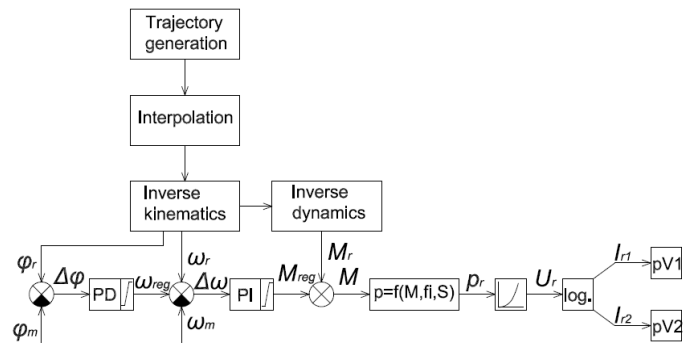 Trajectory
generation
Interpolation
Inverse
kinematics
Inverse
dynamics
φr
ωr
Mr
Δφ
PD
ωreg
Δω
PI
Mreg
M
p=f(M,fi,S)
pr
Ur
log.
Ir1
pV1
Ir2
pV2
φm
ωm